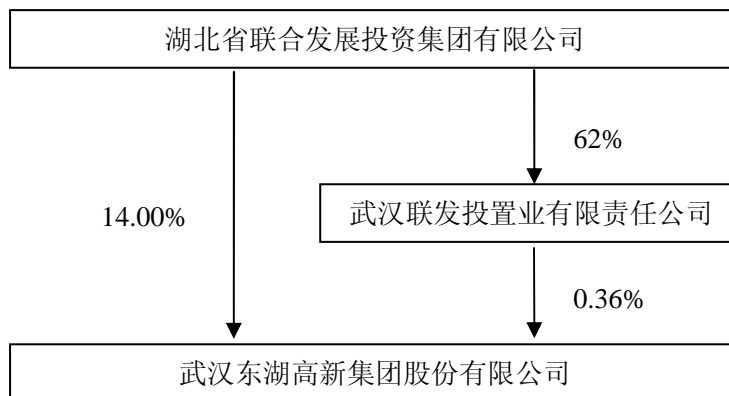 湖北省联合发展投资集团有限公司
62%
14.00%
武汉联发投置业有限责任公司
0.36%
武汉东湖高新集团股份有限公司